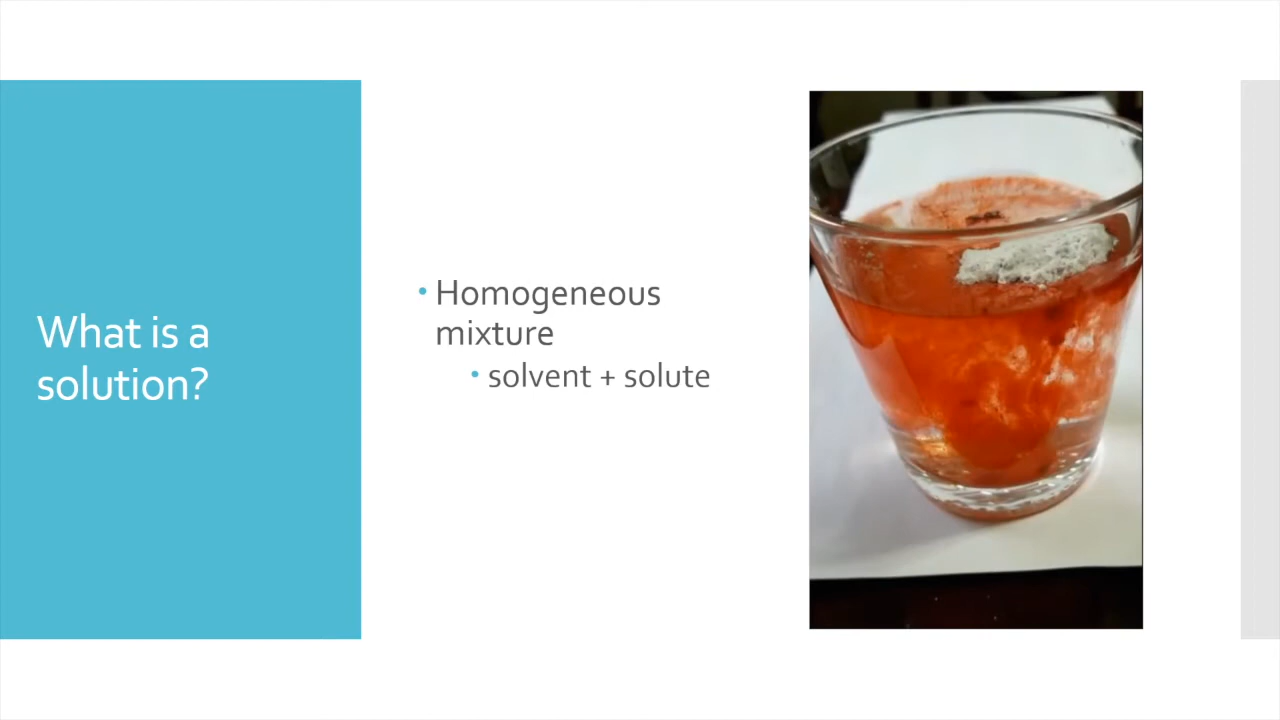 What is a
solution?
• Homogeneous
mixture
• solvent + solute